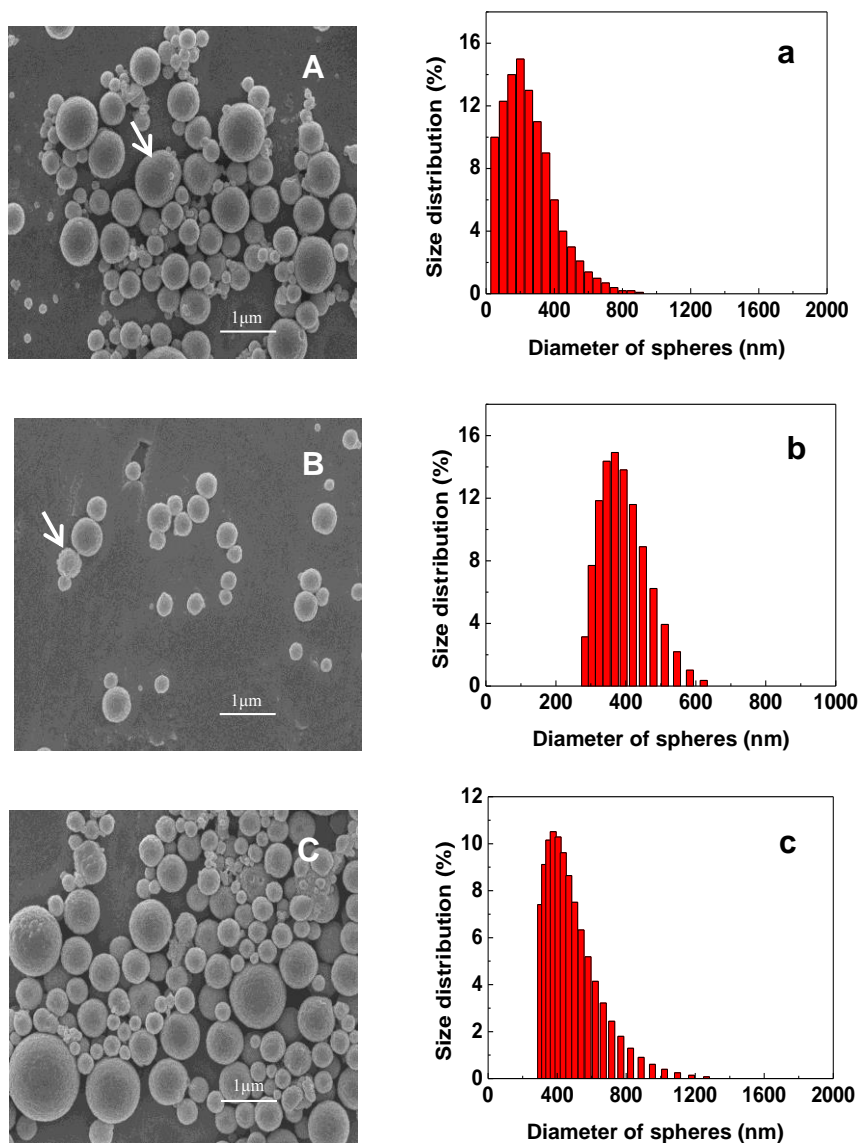 A
1μm
a
Size distribution (%)
16
12
8
4
0
0 400 800 1200 1600 2000
Diameter of spheres (nm)
B
1μm
b
Size distribution (%)
16
12
8
4
0
0 200 400 600 800 1000
Diameter of spheres (nm)
C
1μm
c
Size distribution (%)
12
10
8
6
4
2
0
0 400 800 1200 1600 2000
Diameter of spheres (nm)